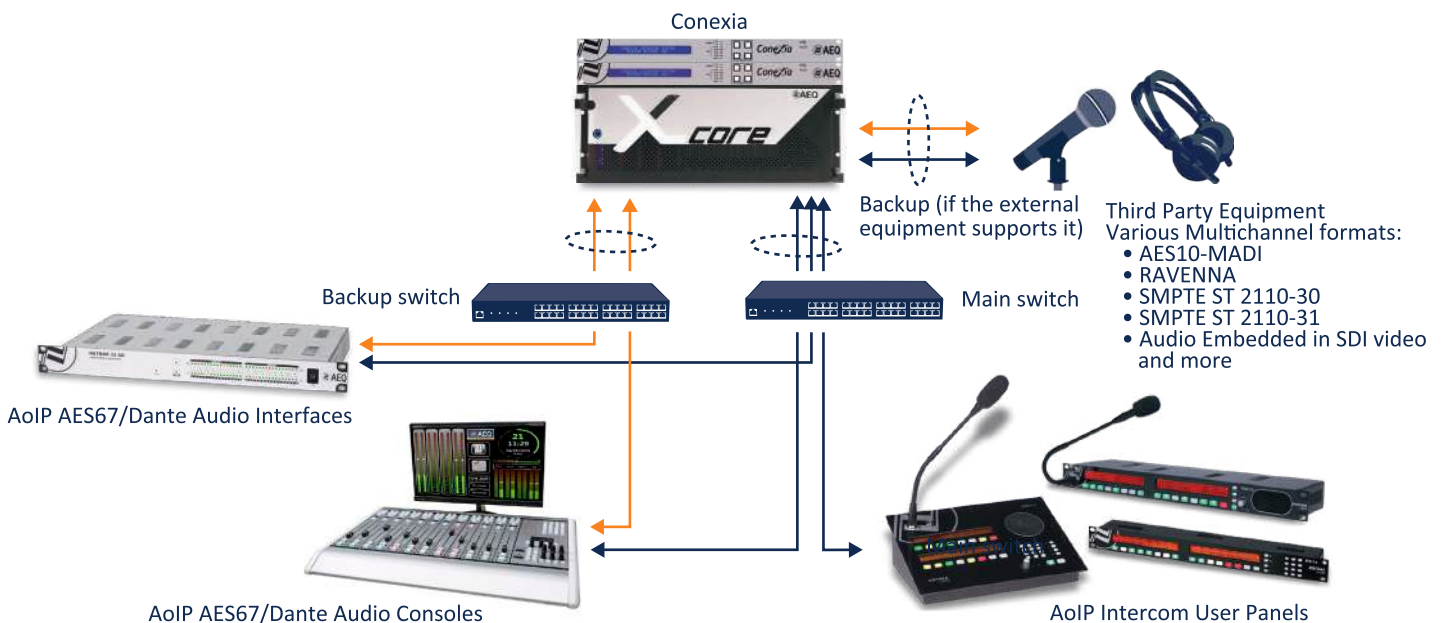 Conexia
Conexia AEQ
Conexia AEQ
AEQ
X core
Backup (if the external
equipment supports it)
Third Party Equipment
Various Multichannel formats:
• AES10-MADI
• RAVENNA
• SMPTE ST 2110-30
• SMPTE ST 2110-31
• Audio Embedded in SDI video
and more
Backup switch
Main switch
AEQ
AoIP AES67/Dante Audio Interfaces
AEQ
21
11:29
AoIP AES67/Dante Audio Consoles
AoIP Intercom User Panels